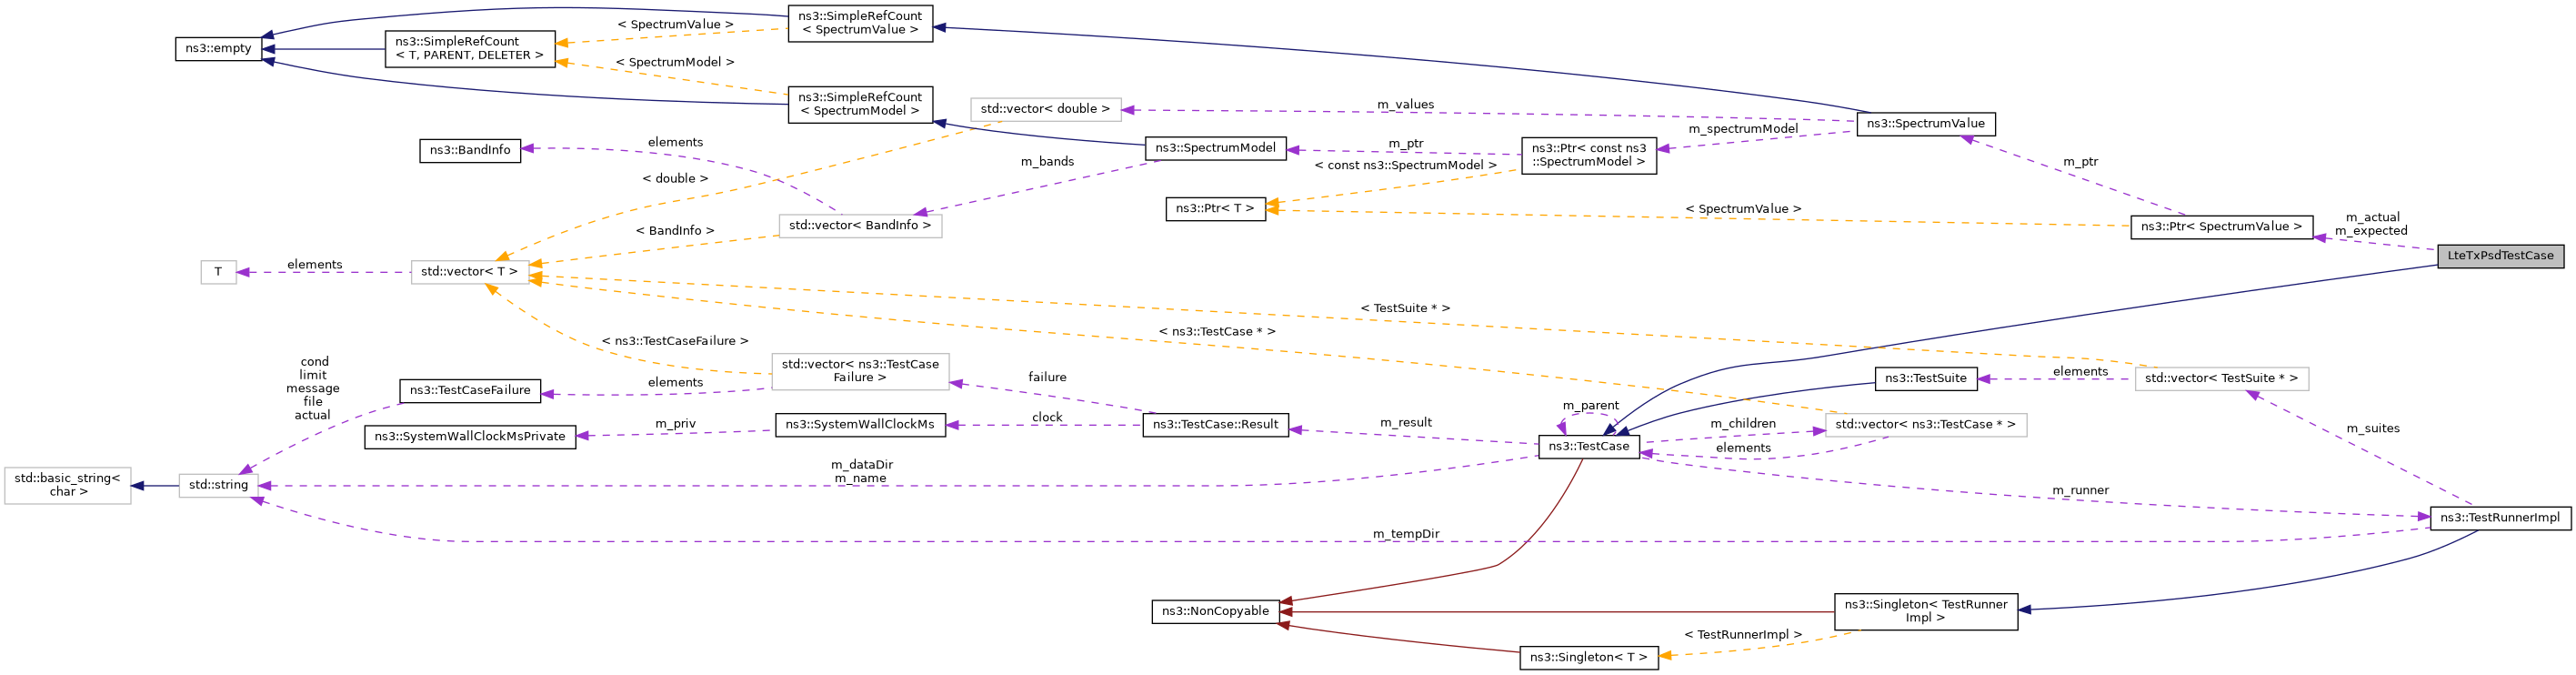 ns3::SimpleRefCount
< SpectrumValue >
< SpectrumValue >
ns3::empty
ns3::SimpleRefCount
< T, PARENT, DELETER >
< SpectrumModel >
ns3::SimpleRefCount
< SpectrumModel >
std::vector< double >
m_values
ns3::SpectrumValue
m_spectrumModel
ns3::BandInfo
elements
ns3::SpectrumModel
m_ptr
ns3::Ptr< const ns3
::SpectrumModel >
m_bands
< const ns3::SpectrumModel >
m_ptr
< double >
ns3::Ptr< T >
< SpectrumValue >
std::vector< BandInfo >
ns3::Ptr< SpectrumValue >
m_actual
m_expected
< BandInfo >
LteTxPsdTestCase
T
elements
std::vector< T >
< TestSuite * >
< ns3::TestCase * >
< ns3::TestCaseFailure >
cond
limit
message
file
actual
ns3::TestCaseFailure
elements
std::vector< ns3::TestCase
Failure >
failure
ns3::TestSuite
elements
std::vector< TestSuite * >
m_parent
ns3::SystemWallClockMsPrivate
m_priv
ns3::SystemWallClockMs
clock
ns3::TestCase::Result
m_result
ns3::TestCase
m_children
elements
std::vector< ns3::TestCase * >
m_suites
std::basic_string<
char >
std::string
m_dataDir
m_name
m_runner
ns3::TestRunnerImpl
m_tempDir
ns3::NonCopyable
ns3::Singleton< TestRunner
Impl >
< TestRunnerImpl >
ns3::Singleton< T >